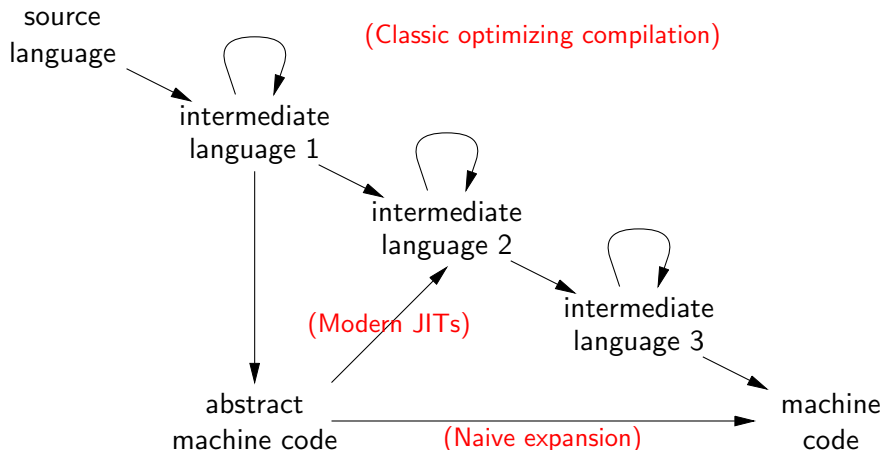 source
language
(Classic optimizing compilation)
intermediate
language 1
intermediate
language 2
intermediate
language 3
(Modern JITs)
abstract
machine code
(Naive expansion)
machine
code